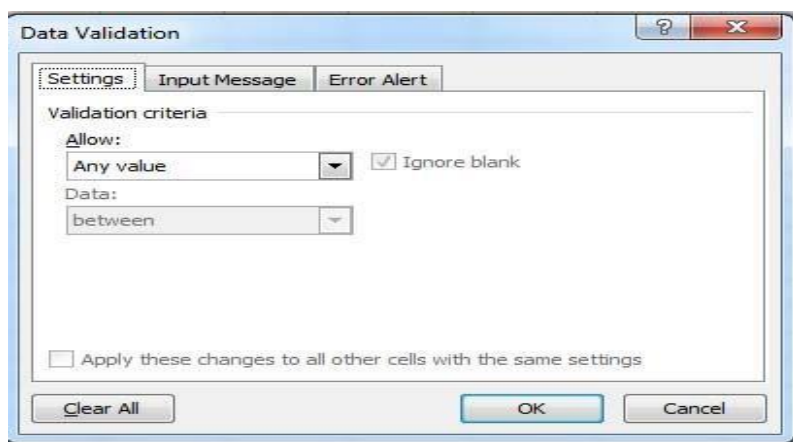 Data Validation
Settings Input Message Error Alert
Validation criteria
Allow:
Any value Ignore blank
Data:
between
Apply these changes to all other cells with the same settings
Clear All OK Cancel